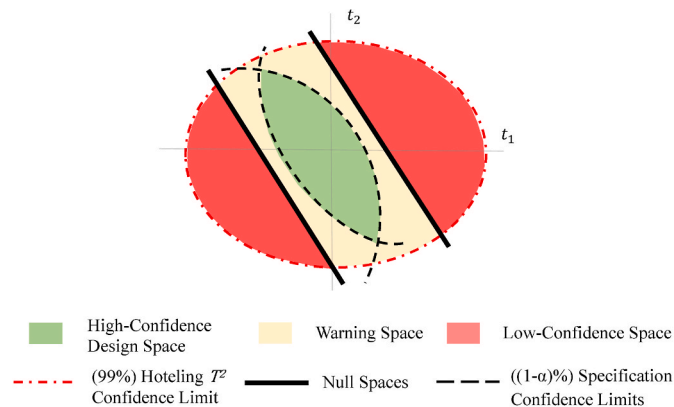 t₂
t₁
High-Confidence
Design Space
Warning Space
Low-Confidence Space
(99%) Hoteling T²
Confidence Limit
Null Spaces
((1-α)%) Specification
Confidence Limits